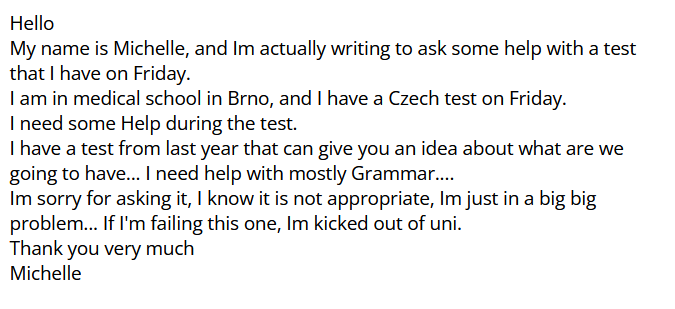 Hello
My name is Michelle, and Im actually writing to ask some help with a test
that I have on Friday.
I am in medical school in Brno, and I have a Czech test on Friday.
I need some Help during the test.
I have a test from last year that can give you an idea about what are we
going to have... I need help with mostly Grammar....
Im sorry for asking it, I know it is not appropriate, Im just in a big big
problem... If I'm failing this one, Im kicked out of uni.
Thank you very much
Michelle